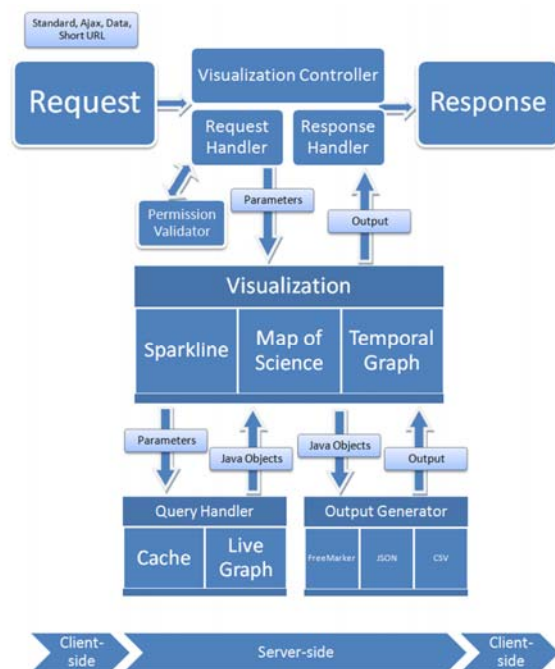 Standard, Ajax, Data,
Short URL
Request
Visualization Controller
Response
Request
Handler
Response
Handler
Permission
Validator
Parameters
Output
Visualization
Sparkline
Map of
Science
Temporal
Graph
Parameters
Java Objects
Java Objects
Output
Query Handler
Output Generator
Cache
Live
Graph
FreeMarker
JSON
CSV
Client-
side
Server-side
Client-
side